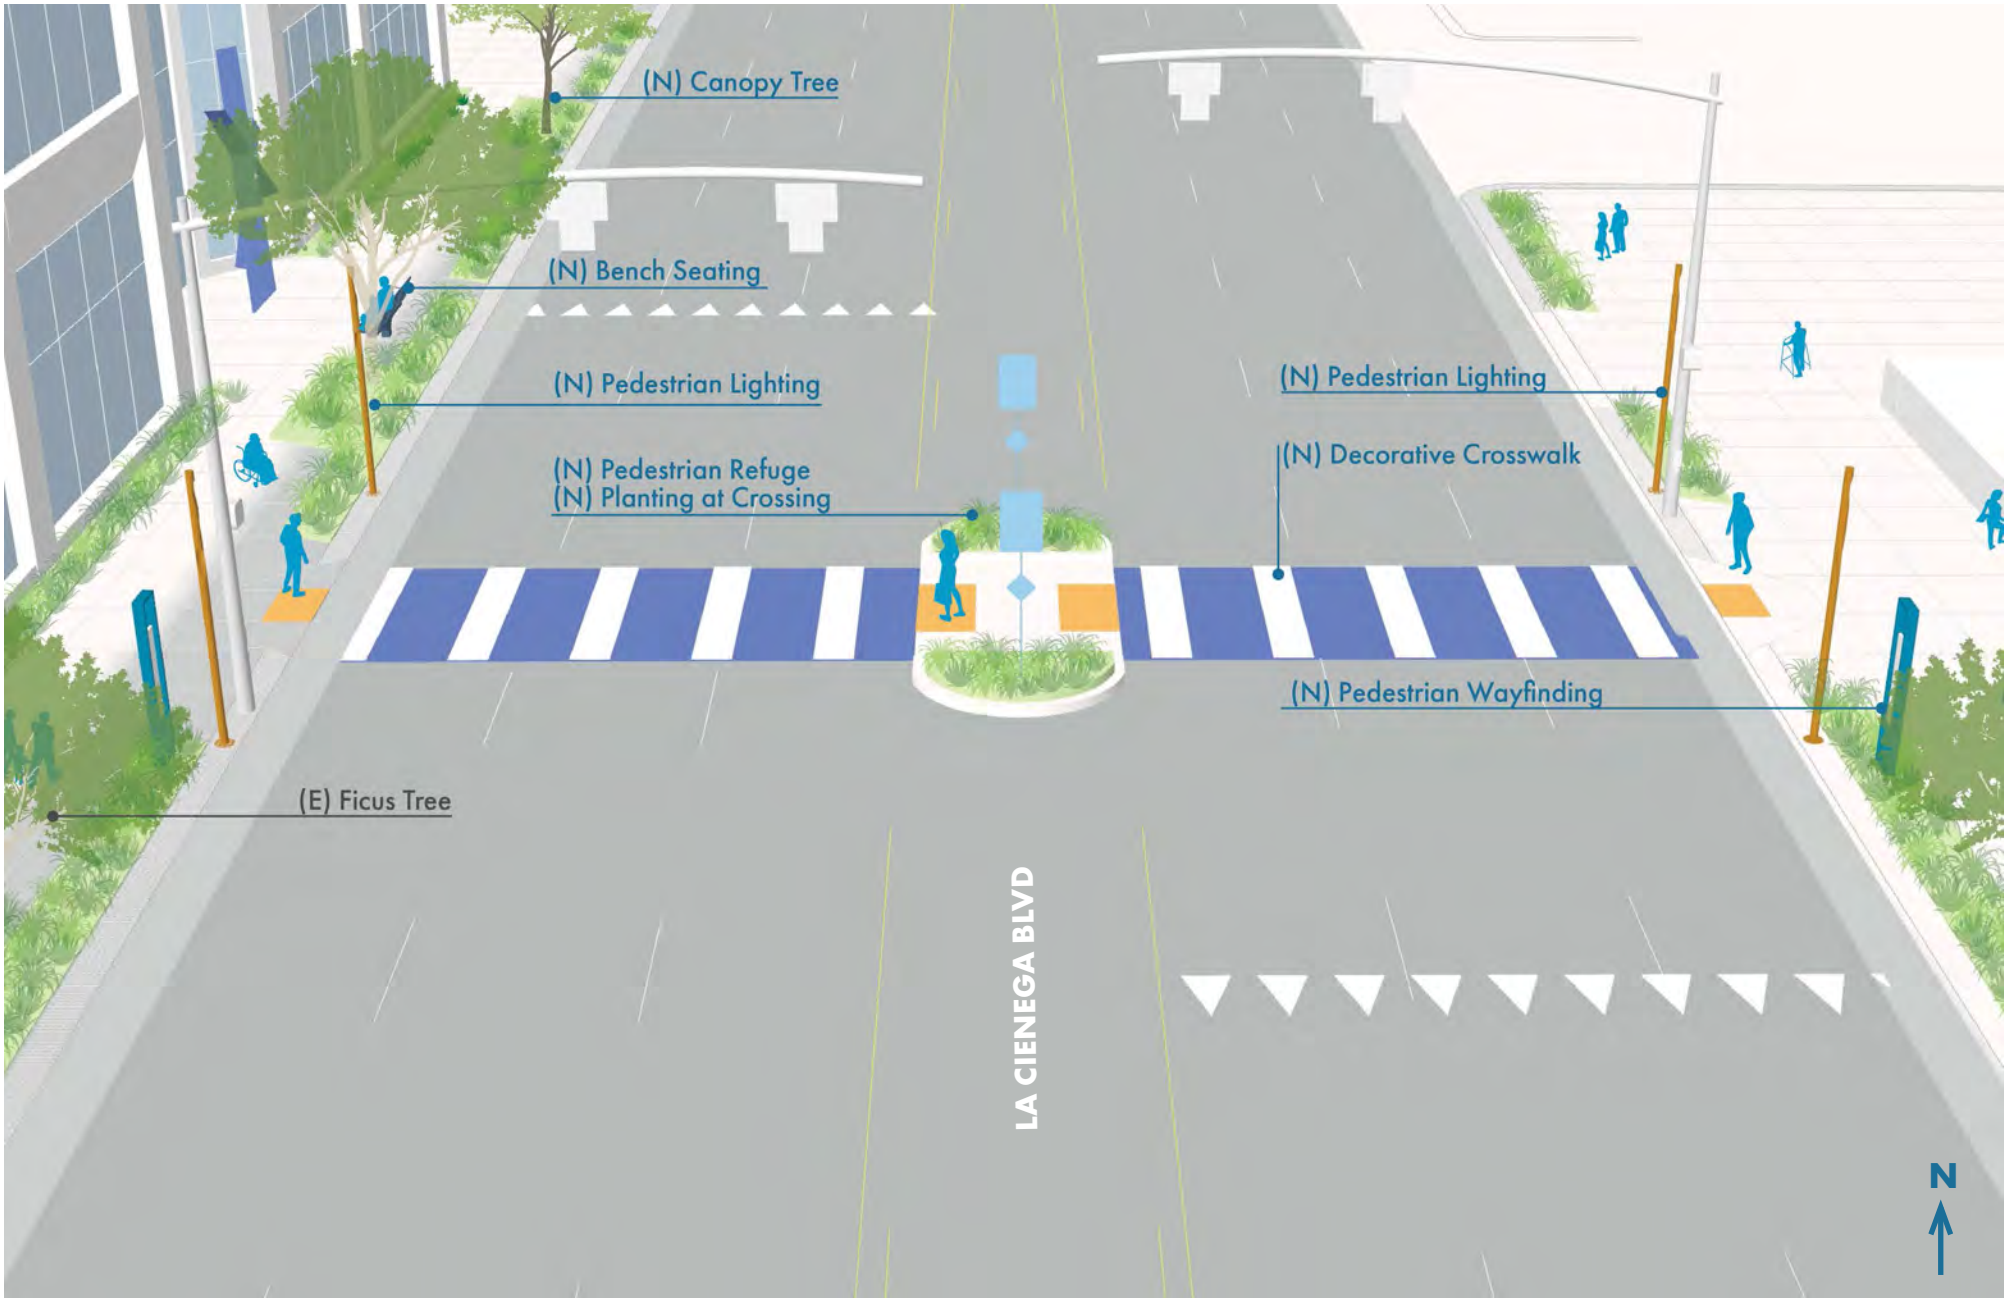 (N) Canopy Tree
(N) Bench Seating
(N) Pedestrian Lighting
(N) Pedestrian Lighting
(N) Decorative Crosswalk
(N) Pedestrian Refuge
(N) Planting at Crossing
(N) Pedestrian Wayfinding
(E) Ficus Tree
LA CIENEGA BLVD
N